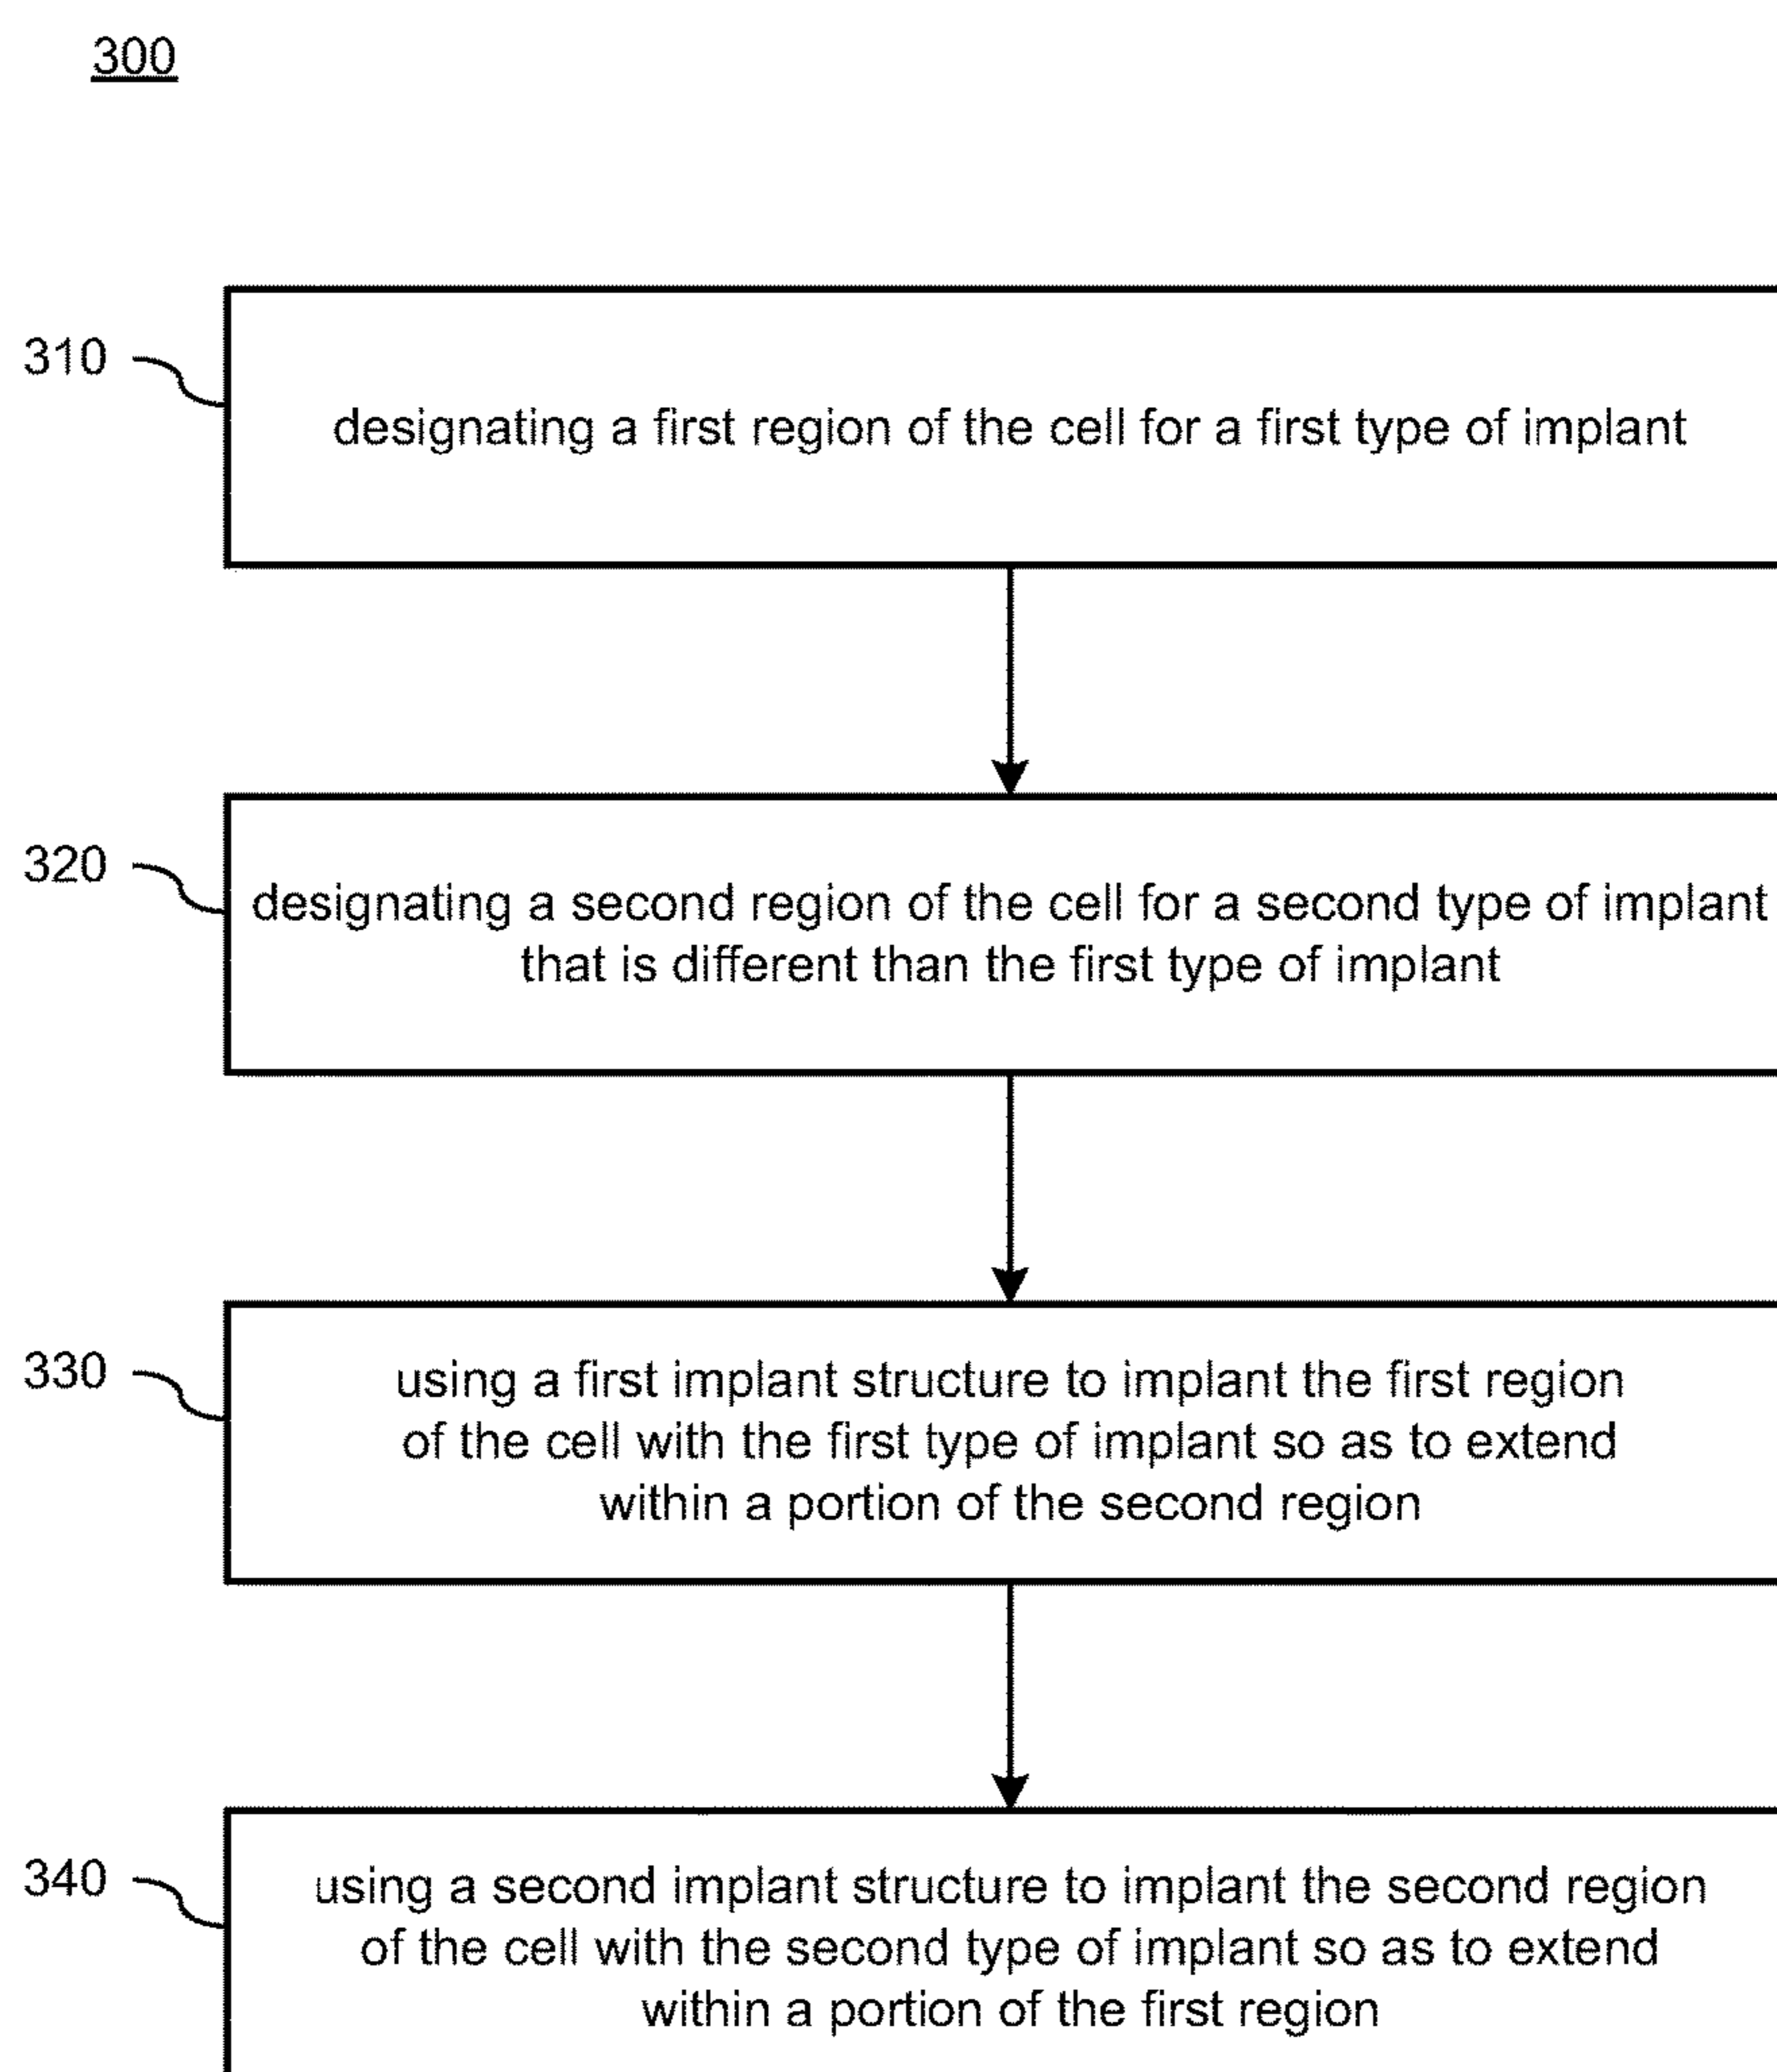 300
310
designating a first region of the cell for a first type of implant
320
designating a second region of the cell for a second type of implant
that is different than the first type of implant
330
using a first implant structure to implant the first region
of the cell with the first type of implant so as to extend
within a portion of the second region
340
using a second implant structure to implant the second region
of the cell with the second type of implant so as to extend
within a portion of the first region